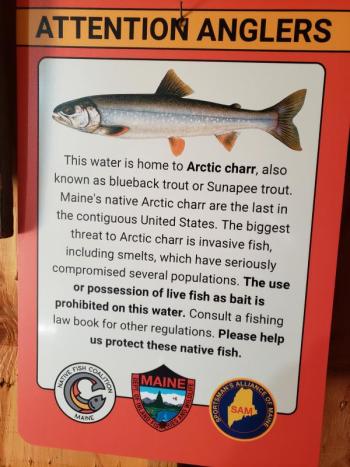 ATTENTION ANGLERS
This water is home to Arctic charr, also
known as blueback trout or Sunapee trout.
Maine's native Arctic charr are the last in
the contiguous United States. The biggest
threat to Arctic charr is invasive fish,
including smelts, which have seriously
compromised several populations. The use
or possession of live fish as bait is
prohibited on this water. Consult a fishing
law book for other regulations. Please help
us protect these native fish.
NATIVE FISH COALITION
MAINE
MAINE
SPORTSMAN'S ALLIANCE OF MAINE
SAM